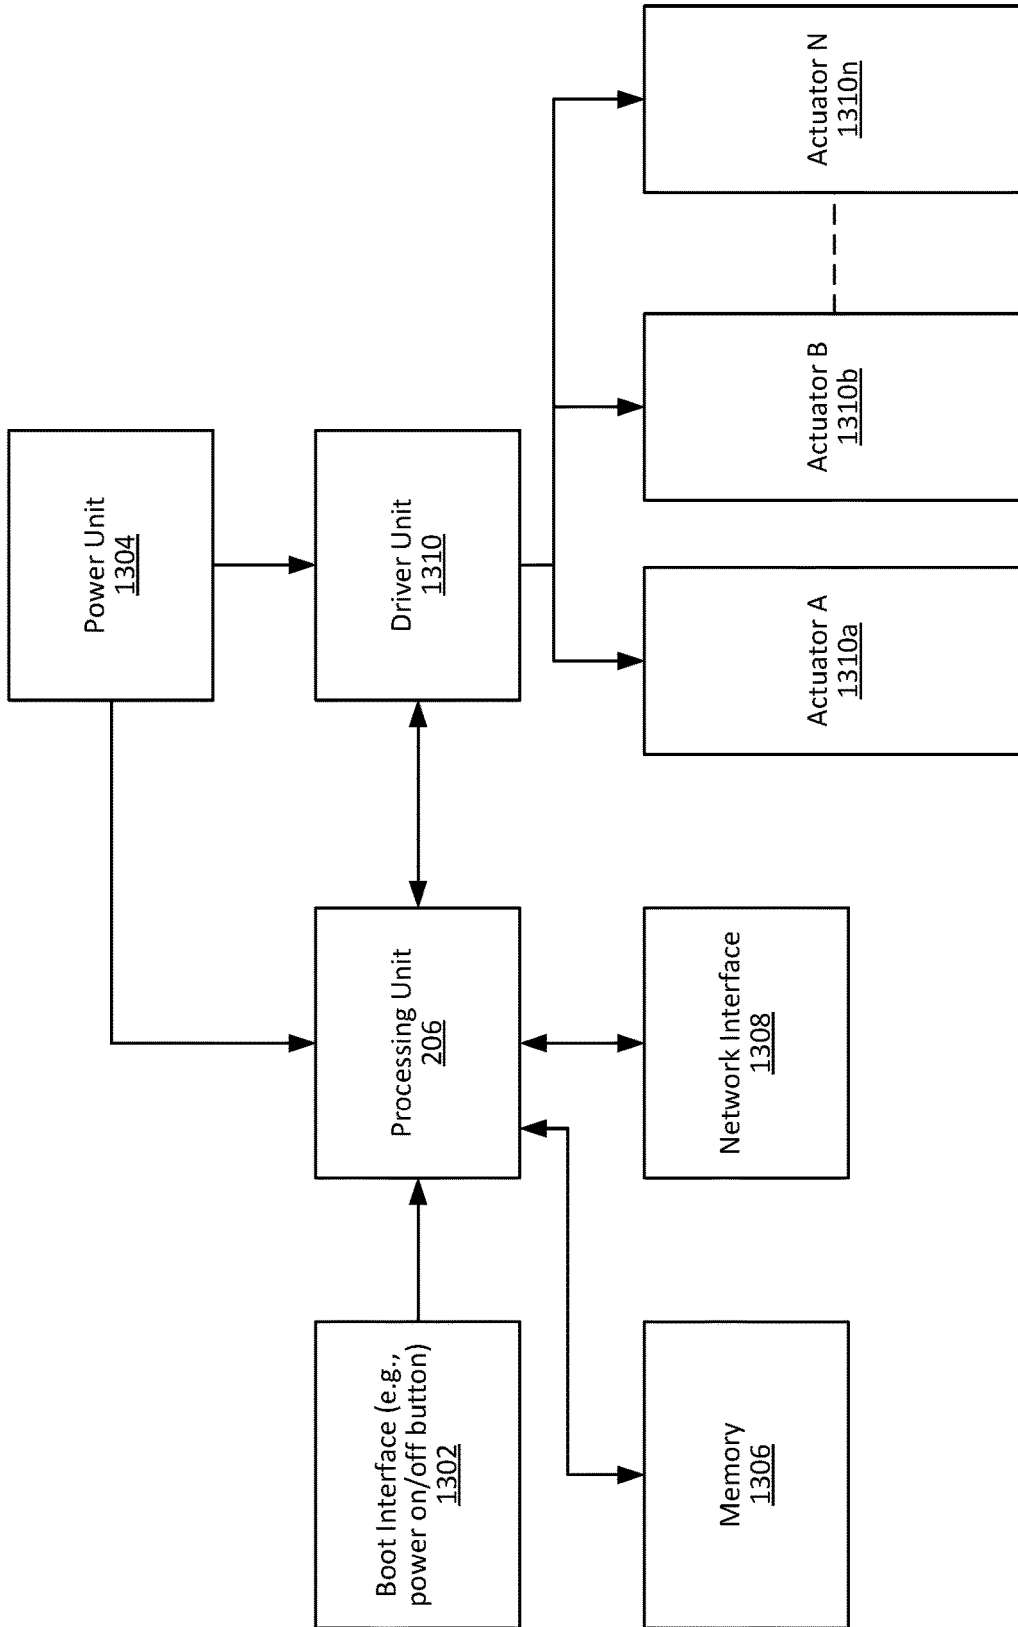 Power Unit
1304
Boot Interface (e.g.,
power on/off button)
1302
Processing Unit
206
Driver Unit
1310
Memory
1306
Network Interface
1308
Actuator A
1310a
Actuator B
1310b
Actuator N
1310n